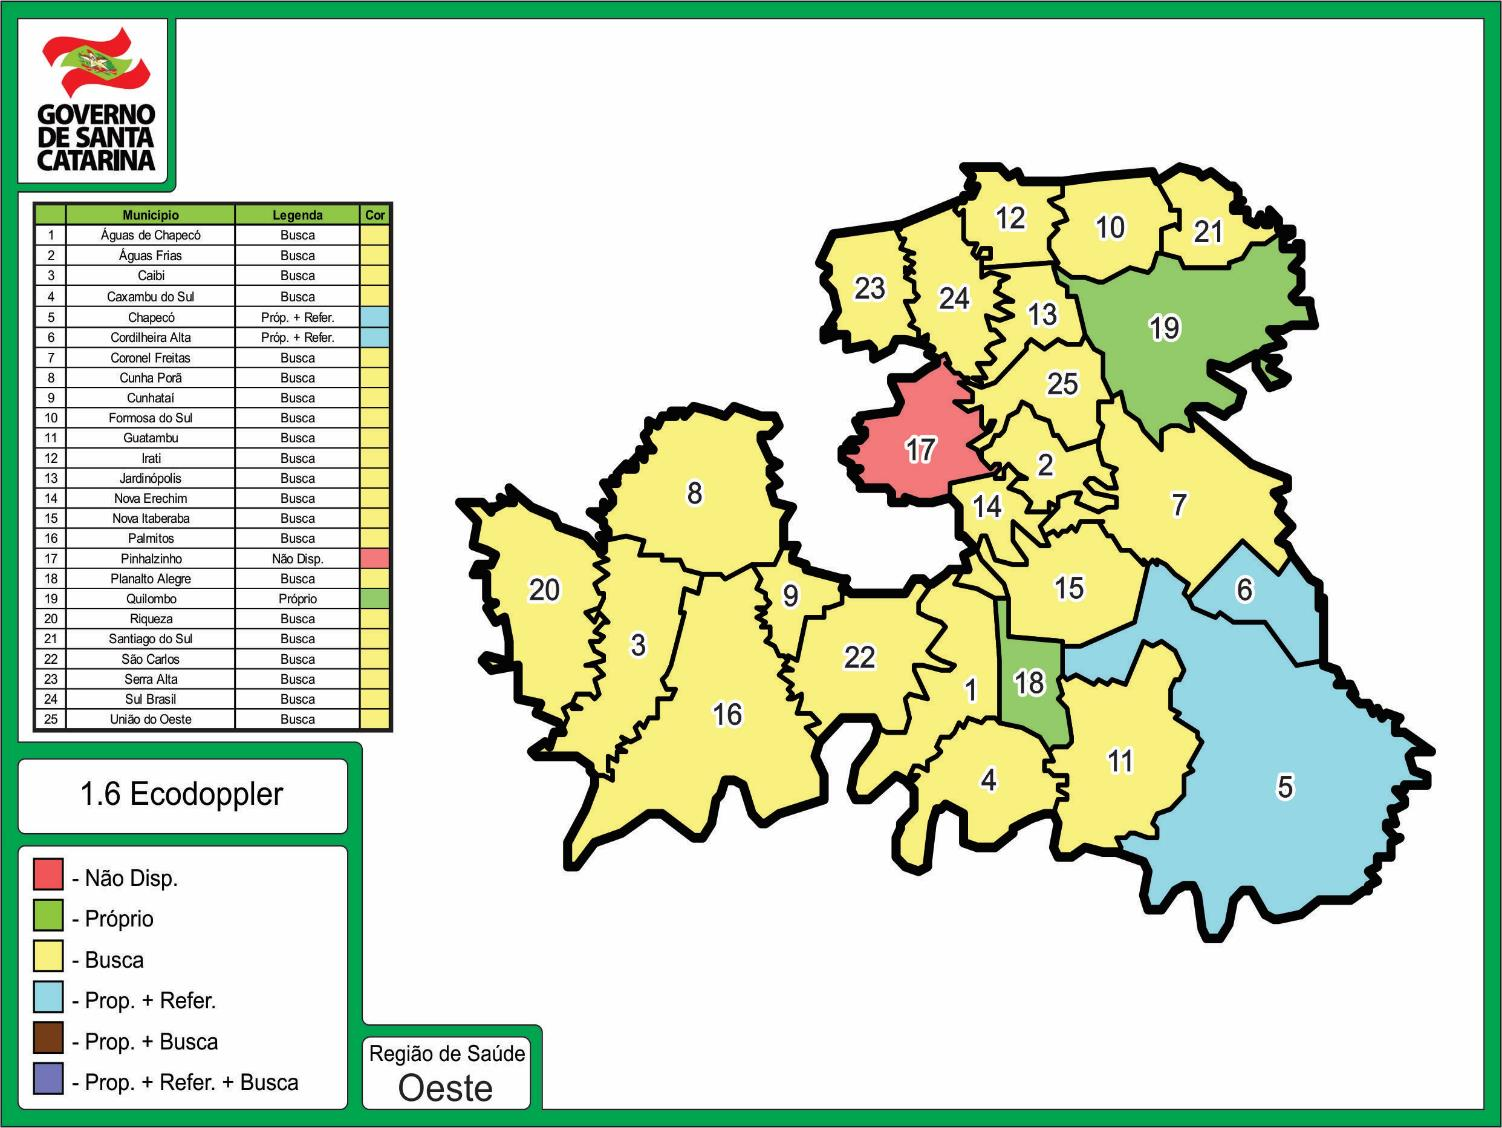 GOVERNO
DE SANTA
CATARINA
Município Legenda Cor
1 Águas de Chapecó Busca
2 Águas Frias Busca
3 Caibi Busca
4 Caxambu do Sul Busca
5 Chapecó Próp. + Refer.
6 Cordilheira Alta Próp. + Refer.
7 Coronel Freitas Busca
8 Cunha Porã Busca
9 Cunhataí Busca
10 Formosa do Sul Busca
11 Guatambu Busca
12 Irati Busca
13 Jardinópolis Busca
14 Nova Erechim Busca
15 Nova Itaberaba Busca
16 Palmitos Busca
17 Pinhalzinho Não Disp.
18 Planalto Alegre Busca
19 Quilombo Próprio
20 Riqueza Busca
21 Santiago do Sul Busca
22 São Carlos Busca
23 Serra Alta Busca
24 Sul Brasil Busca
25 União do Oeste Busca
1.6 Ecodoppler
- Não Disp.
- Próprio
- Busca
- Prop. + Refer.
- Prop. + Busca
- Prop. + Refer. + Busca
Região de Saúde
Oeste
12
10
21
23
24
13
19
25
17
2
8
14
7
20
9
15
6
3
22
18
1
16
4
11
5